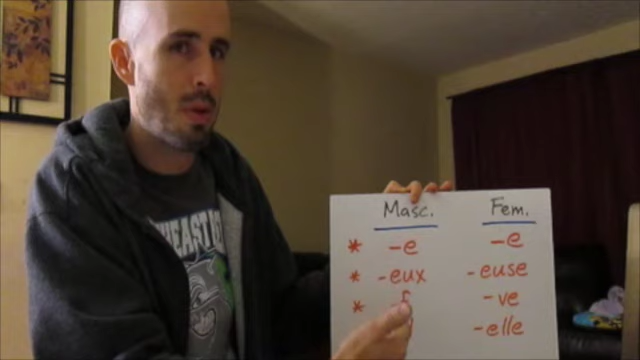 Masc. Fem.
* -e -e
* -eux -euse
* f -ve
-elle